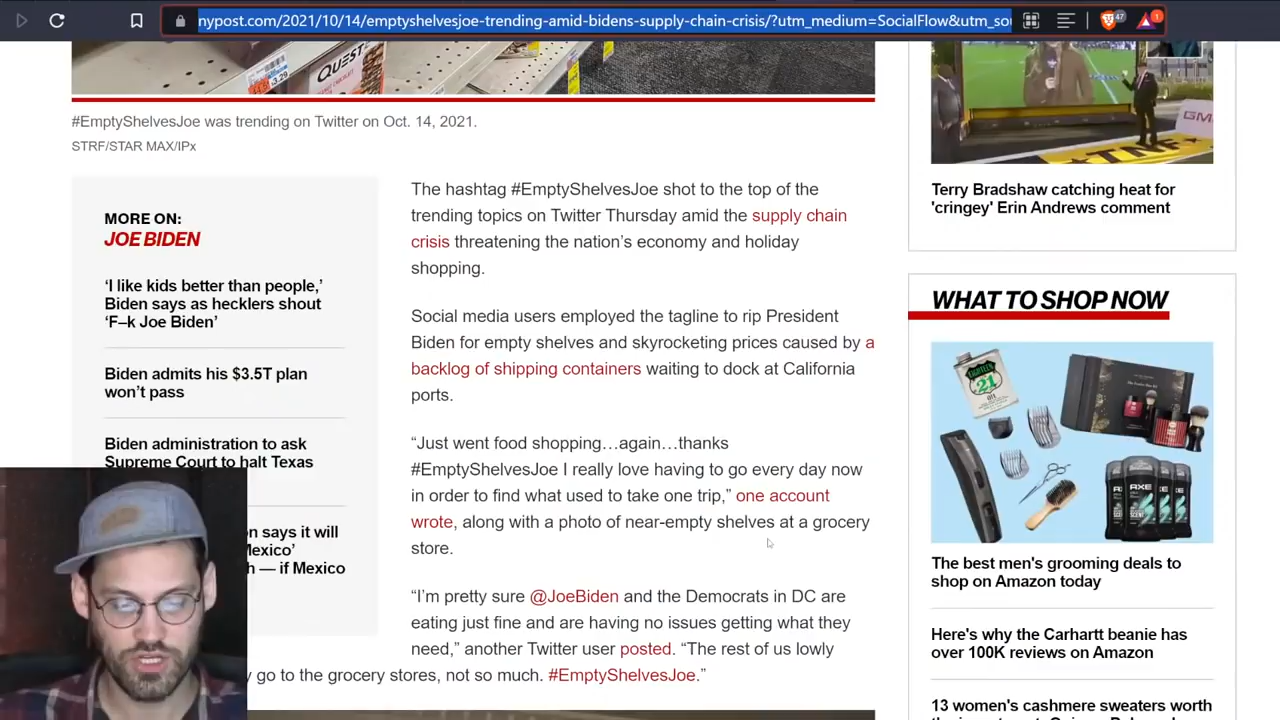 nypost.com/2021/10/14/emptyshelvesjoe-trending-amid-bidens-supply-chain-crisis/?utm_medium=SocialFlow&utm_so
47
1
3.29
QUEST
#EmptyShelvesJoe was trending on Twitter on Oct. 14, 2021.
STRF/STAR MAX/IPx
MORE ON:
JOE BIDEN
‘I like kids better than people,’
Biden says as hecklers shout
‘F–k Joe Biden’
Biden admits his $3.5T plan
won’t pass
Biden administration to ask
Supreme Court to halt Texas
n says it will
Mexico’
h — if Mexico
The hashtag #EmptyShelvesJoe shot to the top of the
trending topics on Twitter Thursday amid the supply chain
crisis threatening the nation’s economy and holiday
shopping.
Social media users employed the tagline to rip President
Biden for empty shelves and skyrocketing prices caused by a
backlog of shipping containers waiting to dock at California
ports.
“Just went food shopping…again…thanks
#EmptyShelvesJoe I really love having to go every day now
in order to find what used to take one trip,” one account
wrote, along with a photo of near-empty shelves at a grocery
store.
“I’m pretty sure @JoeBiden and the Democrats in DC are
eating just fine and are having no issues getting what they
need,” another Twitter user posted. “The rest of us lowly
y go to the grocery stores, not so much. #EmptyShelvesJoe.”
GMC
TNF
Terry Bradshaw catching heat for
'cringey' Erin Andrews comment
WHAT TO SHOP NOW
21
AXE
The best men's grooming deals to
shop on Amazon today
Here's why the Carhartt beanie has
over 100K reviews on Amazon
13 women's cashmere sweaters worth